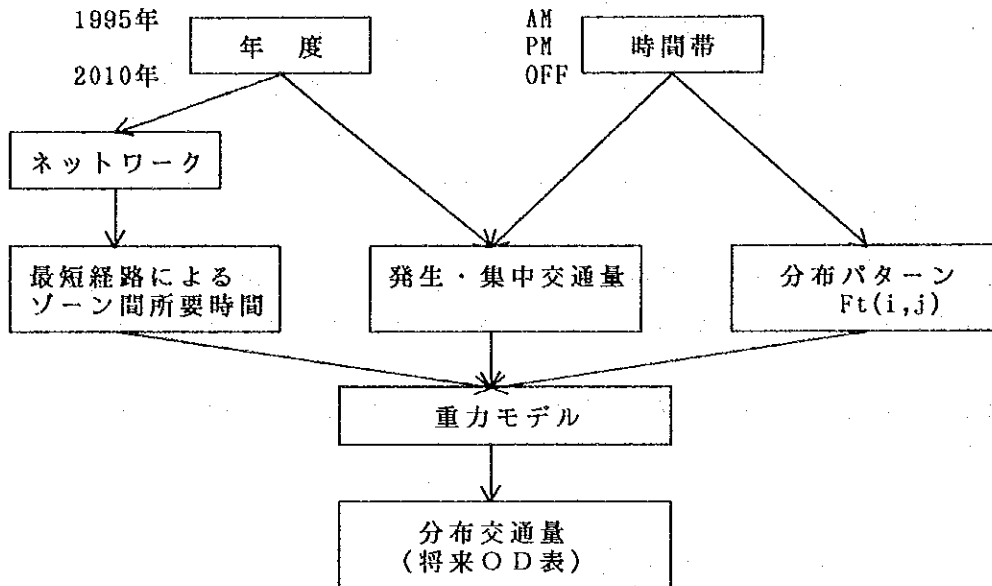 1995年
2010年
年 度
AM
PM
OFF
時間帯
ネットワーク
最短経路による
ゾーン間所要時間
発生・集中交通量
分布パターン
Ft(i,j)
重力モデル
分布交通量
(将来OD表)